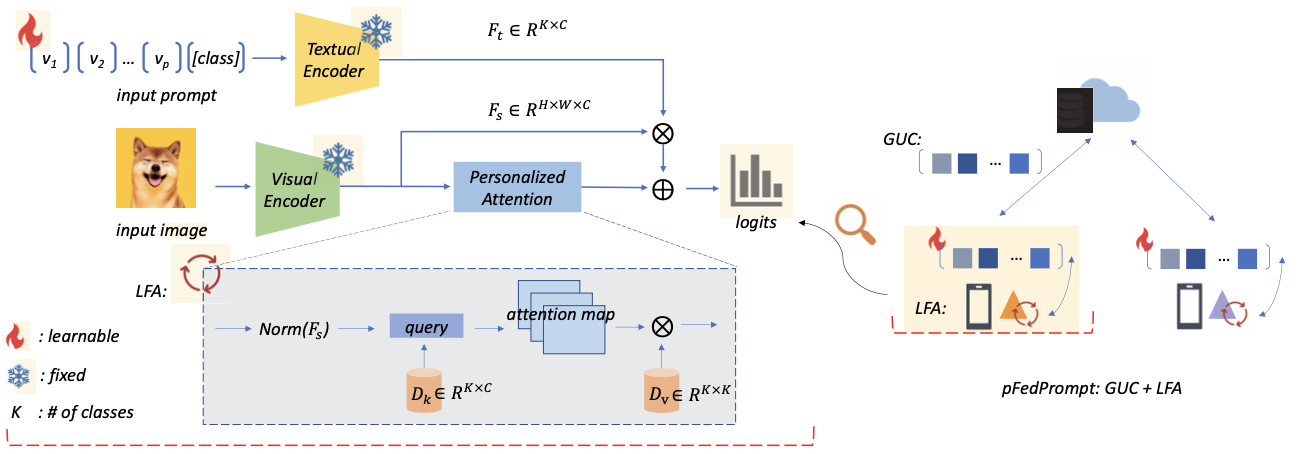 v₁ v₂ ... vₚ [class]
input prompt
Textual
Encoder
Fₜ ∈ R^{K×C}
input image
Visual
Encoder
Fₛ ∈ R^{H×W×C}
Personalized
Attention
⊗
⊕
logits
LFA:
Norm(Fₛ)
query
attention map
⊗
Dₖ ∈ R^{K×C}
Dᵥ ∈ R^{K×K}
: learnable
: fixed
K : # of classes
GUC:
...
...
LFA:
...
pFedPrompt: GUC + LFA